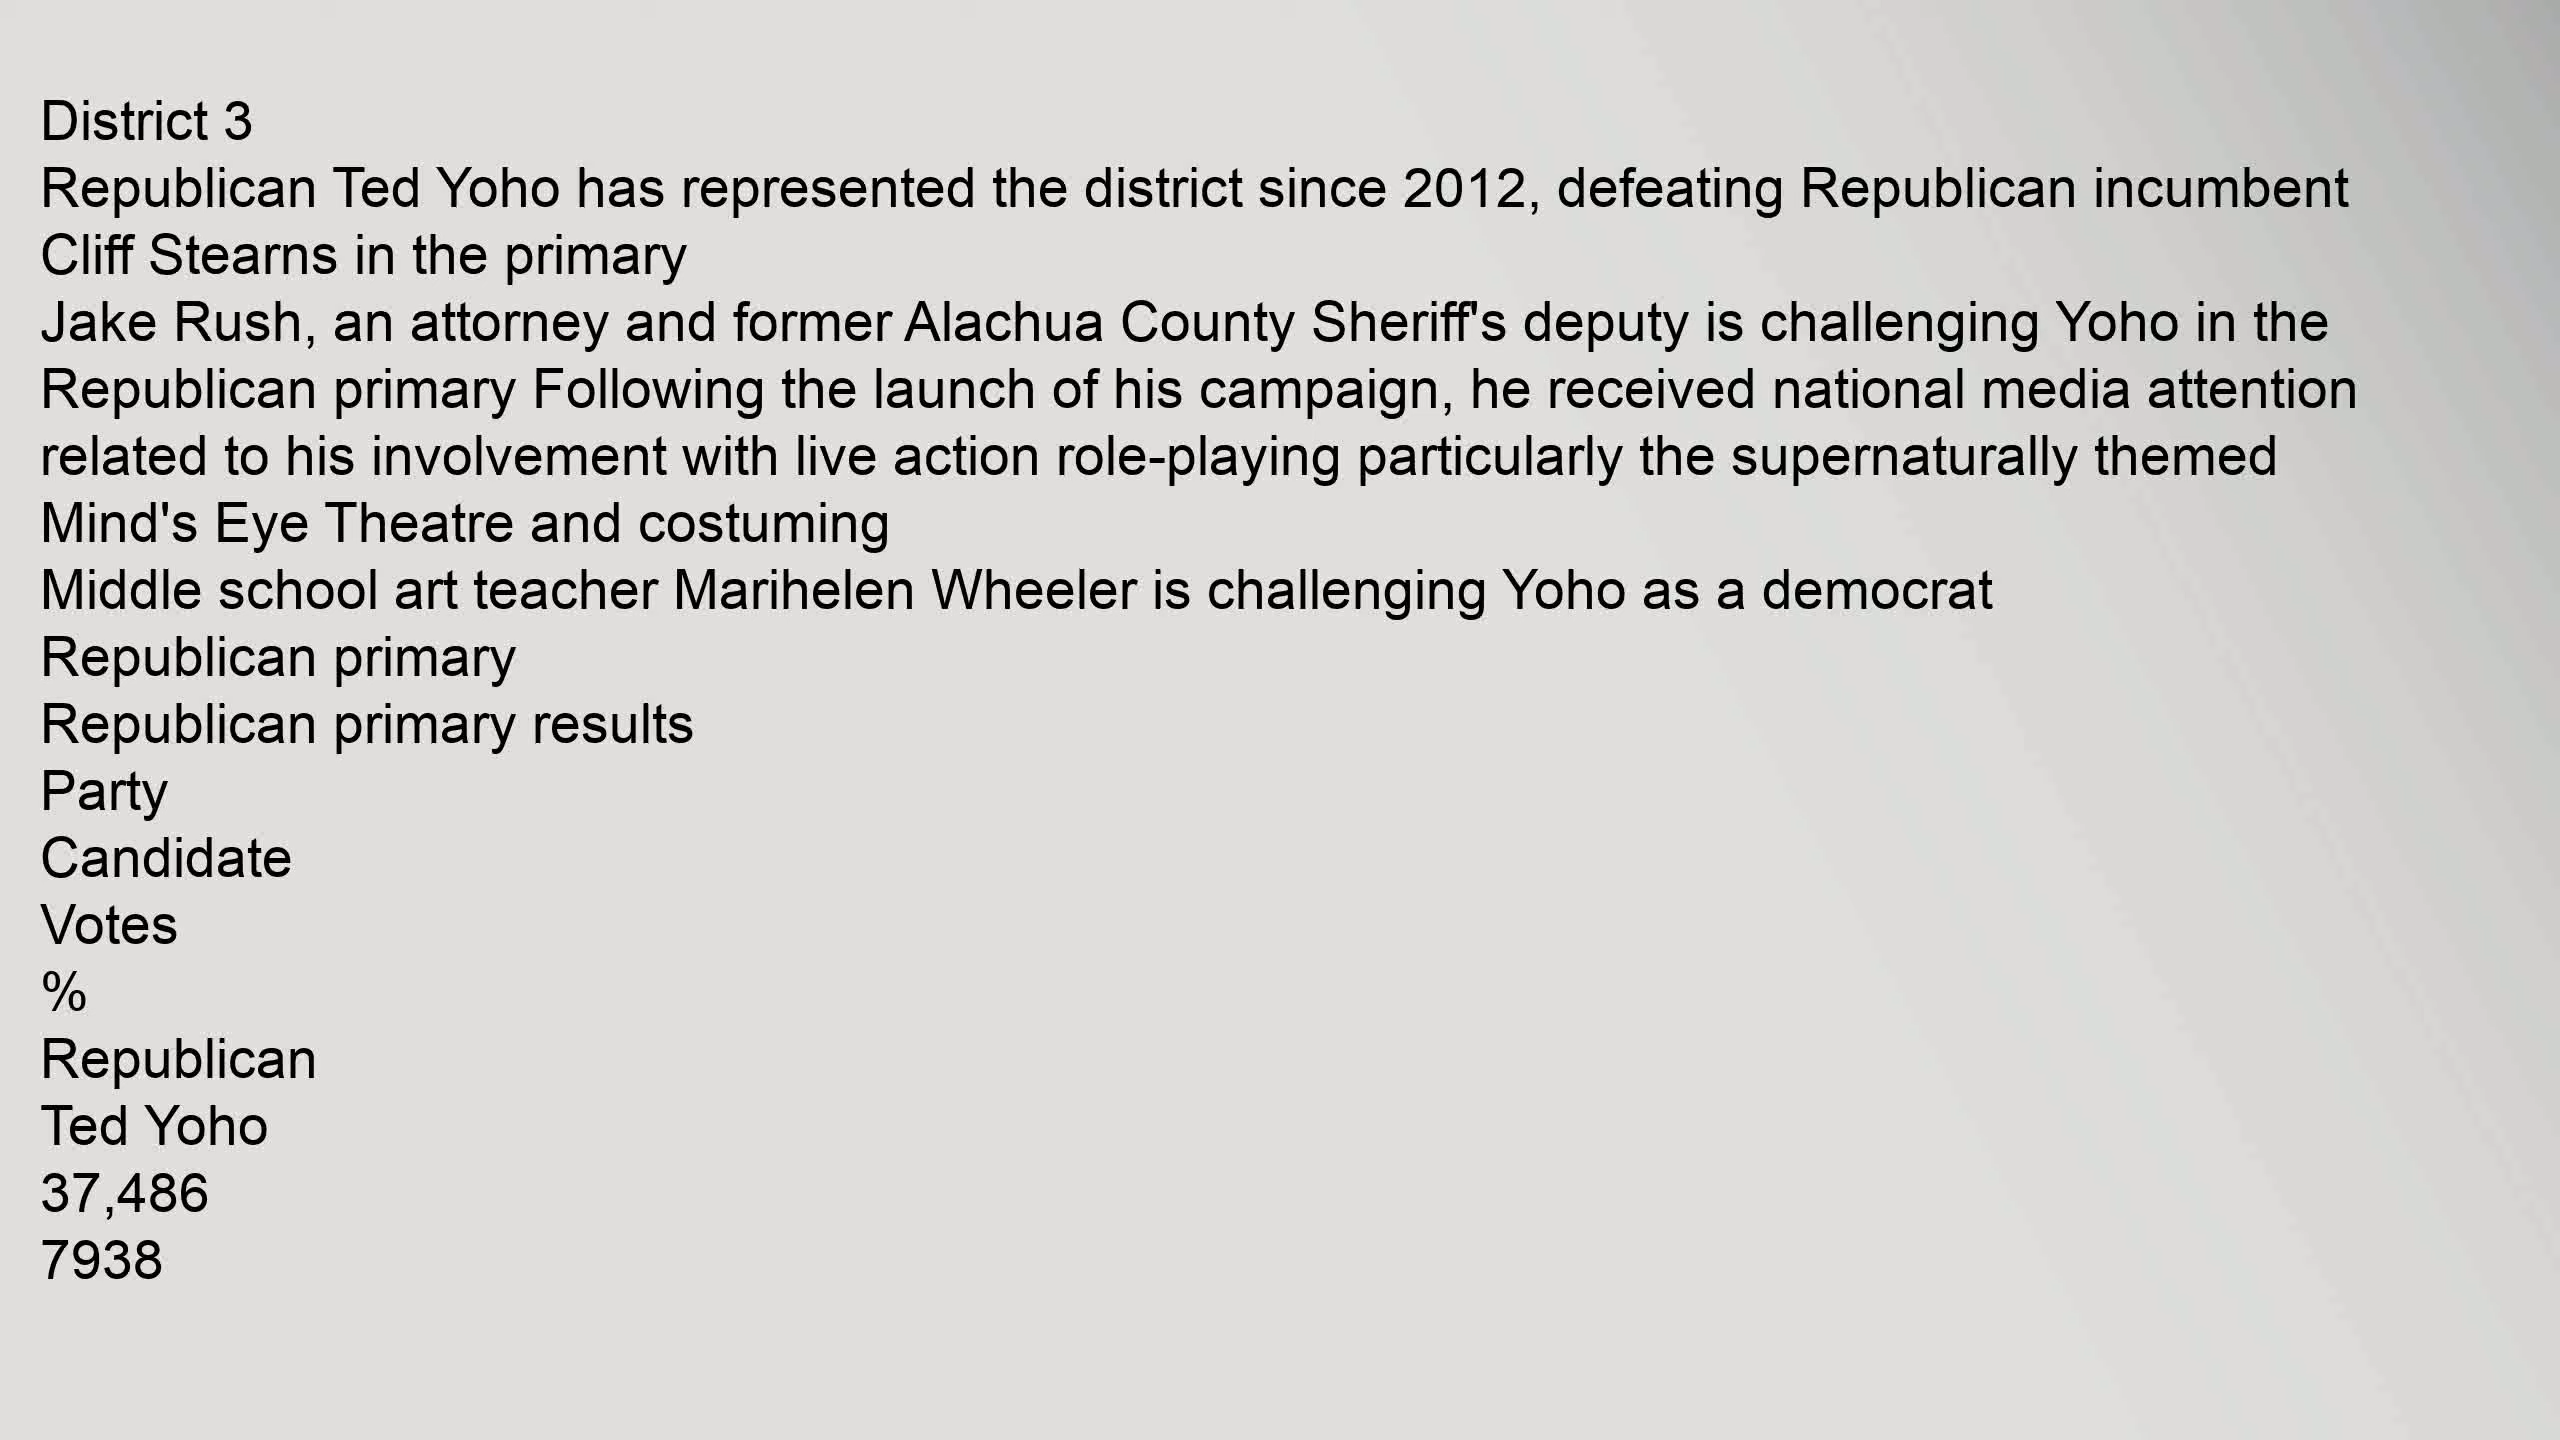 District 3
Republican Ted Yoho has represented the district since 2012, defeating Republican incumbent
Cliff Stearns in the primary
Jake Rush, an attorney and former Alachua County Sheriff's deputy is challenging Yoho in the
Republican primary Following the launch of his campaign, he received national media attention
related to his involvement with live action role-playing particularly the supernaturally themed
Mind's Eye Theatre and costuming
Middle school art teacher Marihelen Wheeler is challenging Yoho as a democrat
Republican primary
Republican primary results
Party
Candidate
Votes
%
Republican
Ted Yoho
37,486
7938